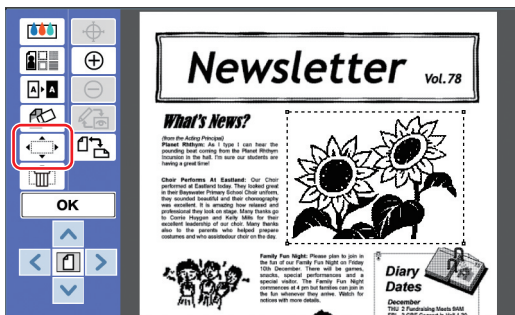 Newsletter Vol. 78
What's News?
(from the Acting Principal)
Planet Rhthym: As I type I can hear the
pounding beat coming from the Planet Rhthym
Incursion in the hall. I'm sure our students are
having a great time!
Choir Performs At Eastland: Our Choir
performed at Eastland today. They looked great
in their Bayswater Primary School Choir uniform,
they sounded beautiful and their choreography
was excellent. It is amazing how relaxed and
professional they look on stage. Many thanks go
to Corrie Huygen and Kelly Mills for their
excellent leadership of our choir. Many thanks
also to the parents who helped prepare
costumes and who assistedour choir on the day.
Family Fun Night: Please plan to join in
the fun of our Family Fun Night on Friday
10th December. There will be games,
snacks, special performances and a
special visitor. The Family Fun Night
commences at 4 pm but families can join in
the fun whenever they arrive. Watch for
notices with more details.
Diary
Dates
December
THU 2 Fundraising Meets 9AM
A
A
OK